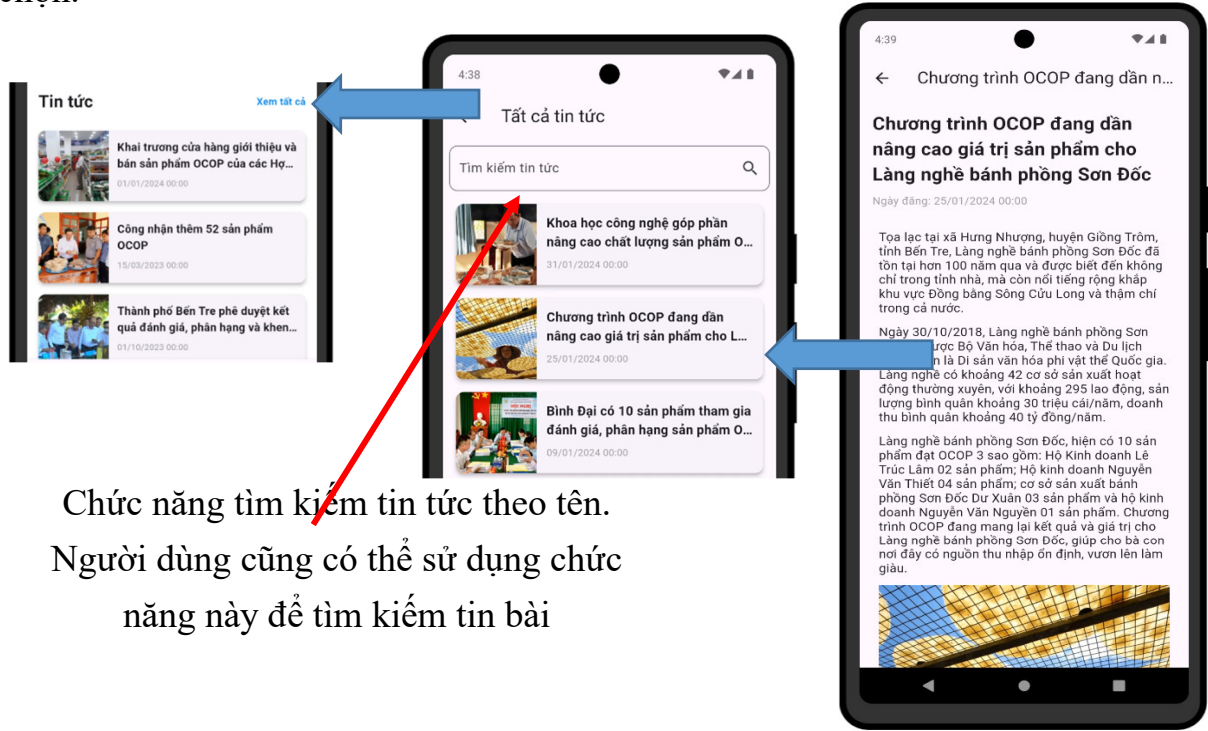 chọn.
Tin tức
Xem tất cả
Khai trương cửa hàng giới thiệu và
bán sản phẩm OCOP của các Hợ...
01/01/2024 00:00
Công nhận thêm 52 sản phẩm
OCOP
15/03/2023 00:00
Thành phố Bến Tre phê duyệt kết
quả đánh giá, phân hạng và khen...
01/10/2023 00:00
4:38
Tất cả tin tức
Tìm kiếm tin tức
Khoa học công nghệ góp phần
nâng cao chất lượng sản phẩm O...
31/01/2024 00:00
Chương trình OCOP đang dần
nâng cao giá trị sản phẩm cho L...
25/01/2024 00:00
Bình Đại có 10 sản phẩm tham gia
đánh giá, phân hạng sản phẩm O...
09/01/2024 00:00
Chức năng tìm kiếm tin tức theo tên.
Người dùng cũng có thể sử dụng chức
năng này để tìm kiếm tin bài
4:39
Chương trình OCOP đang dần n...
Chương trình OCOP đang dần
nâng cao giá trị sản phẩm cho
Làng nghề bánh phồng Sơn Đốc
Ngày đăng: 25/01/2024 00:00
Tọa lạc tại xã Hưng Nhượng, huyện Giồng Trôm,
tỉnh Bến Tre, Làng nghề bánh phồng Sơn Đốc đã
tồn tại hơn 100 năm qua và được biết đến không
chỉ trong tỉnh nhà, mà còn nổi tiếng rộng khắp
khu vực Đồng bằng Sông Cửu Long và thậm chí
trong cả nước.
Ngày 30/10/2018, Làng nghề bánh phồng Sơn
Bộ Văn hóa, Thể thao và Du lịch
là Di sản văn hóa phi vật thể Quốc gia.
Làng nghề có khoảng 42 cơ sở sản xuất hoạt
động thường xuyên, với khoảng 295 lao động, sản
lượng bình quân khoảng 30 triệu cái/năm, doanh
thu bình quân khoảng 40 tỷ đồng/năm.
Làng nghề bánh phồng Sơn Đốc, hiện có 10 sản
phẩm đạt OCOP 3 sao gồm: Hộ Kinh doanh Lê
Trúc Lâm 02 sản phẩm; Hộ kinh doanh Nguyễn
Văn Thiết 04 sản phẩm; cơ sở sản xuất bánh
phồng Sơn Đốc Dư Xuân 03 sản phẩm và hộ kinh
doanh Nguyễn Văn Nguyền 01 sản phẩm. Chương
trình OCOP đang mang lại kết quả và giá trị cho
Làng nghề bánh phồng Sơn Đốc, giúp cho bà con
nơi đây có nguồn thu nhập ổn định, vươn lên làm
giàu.